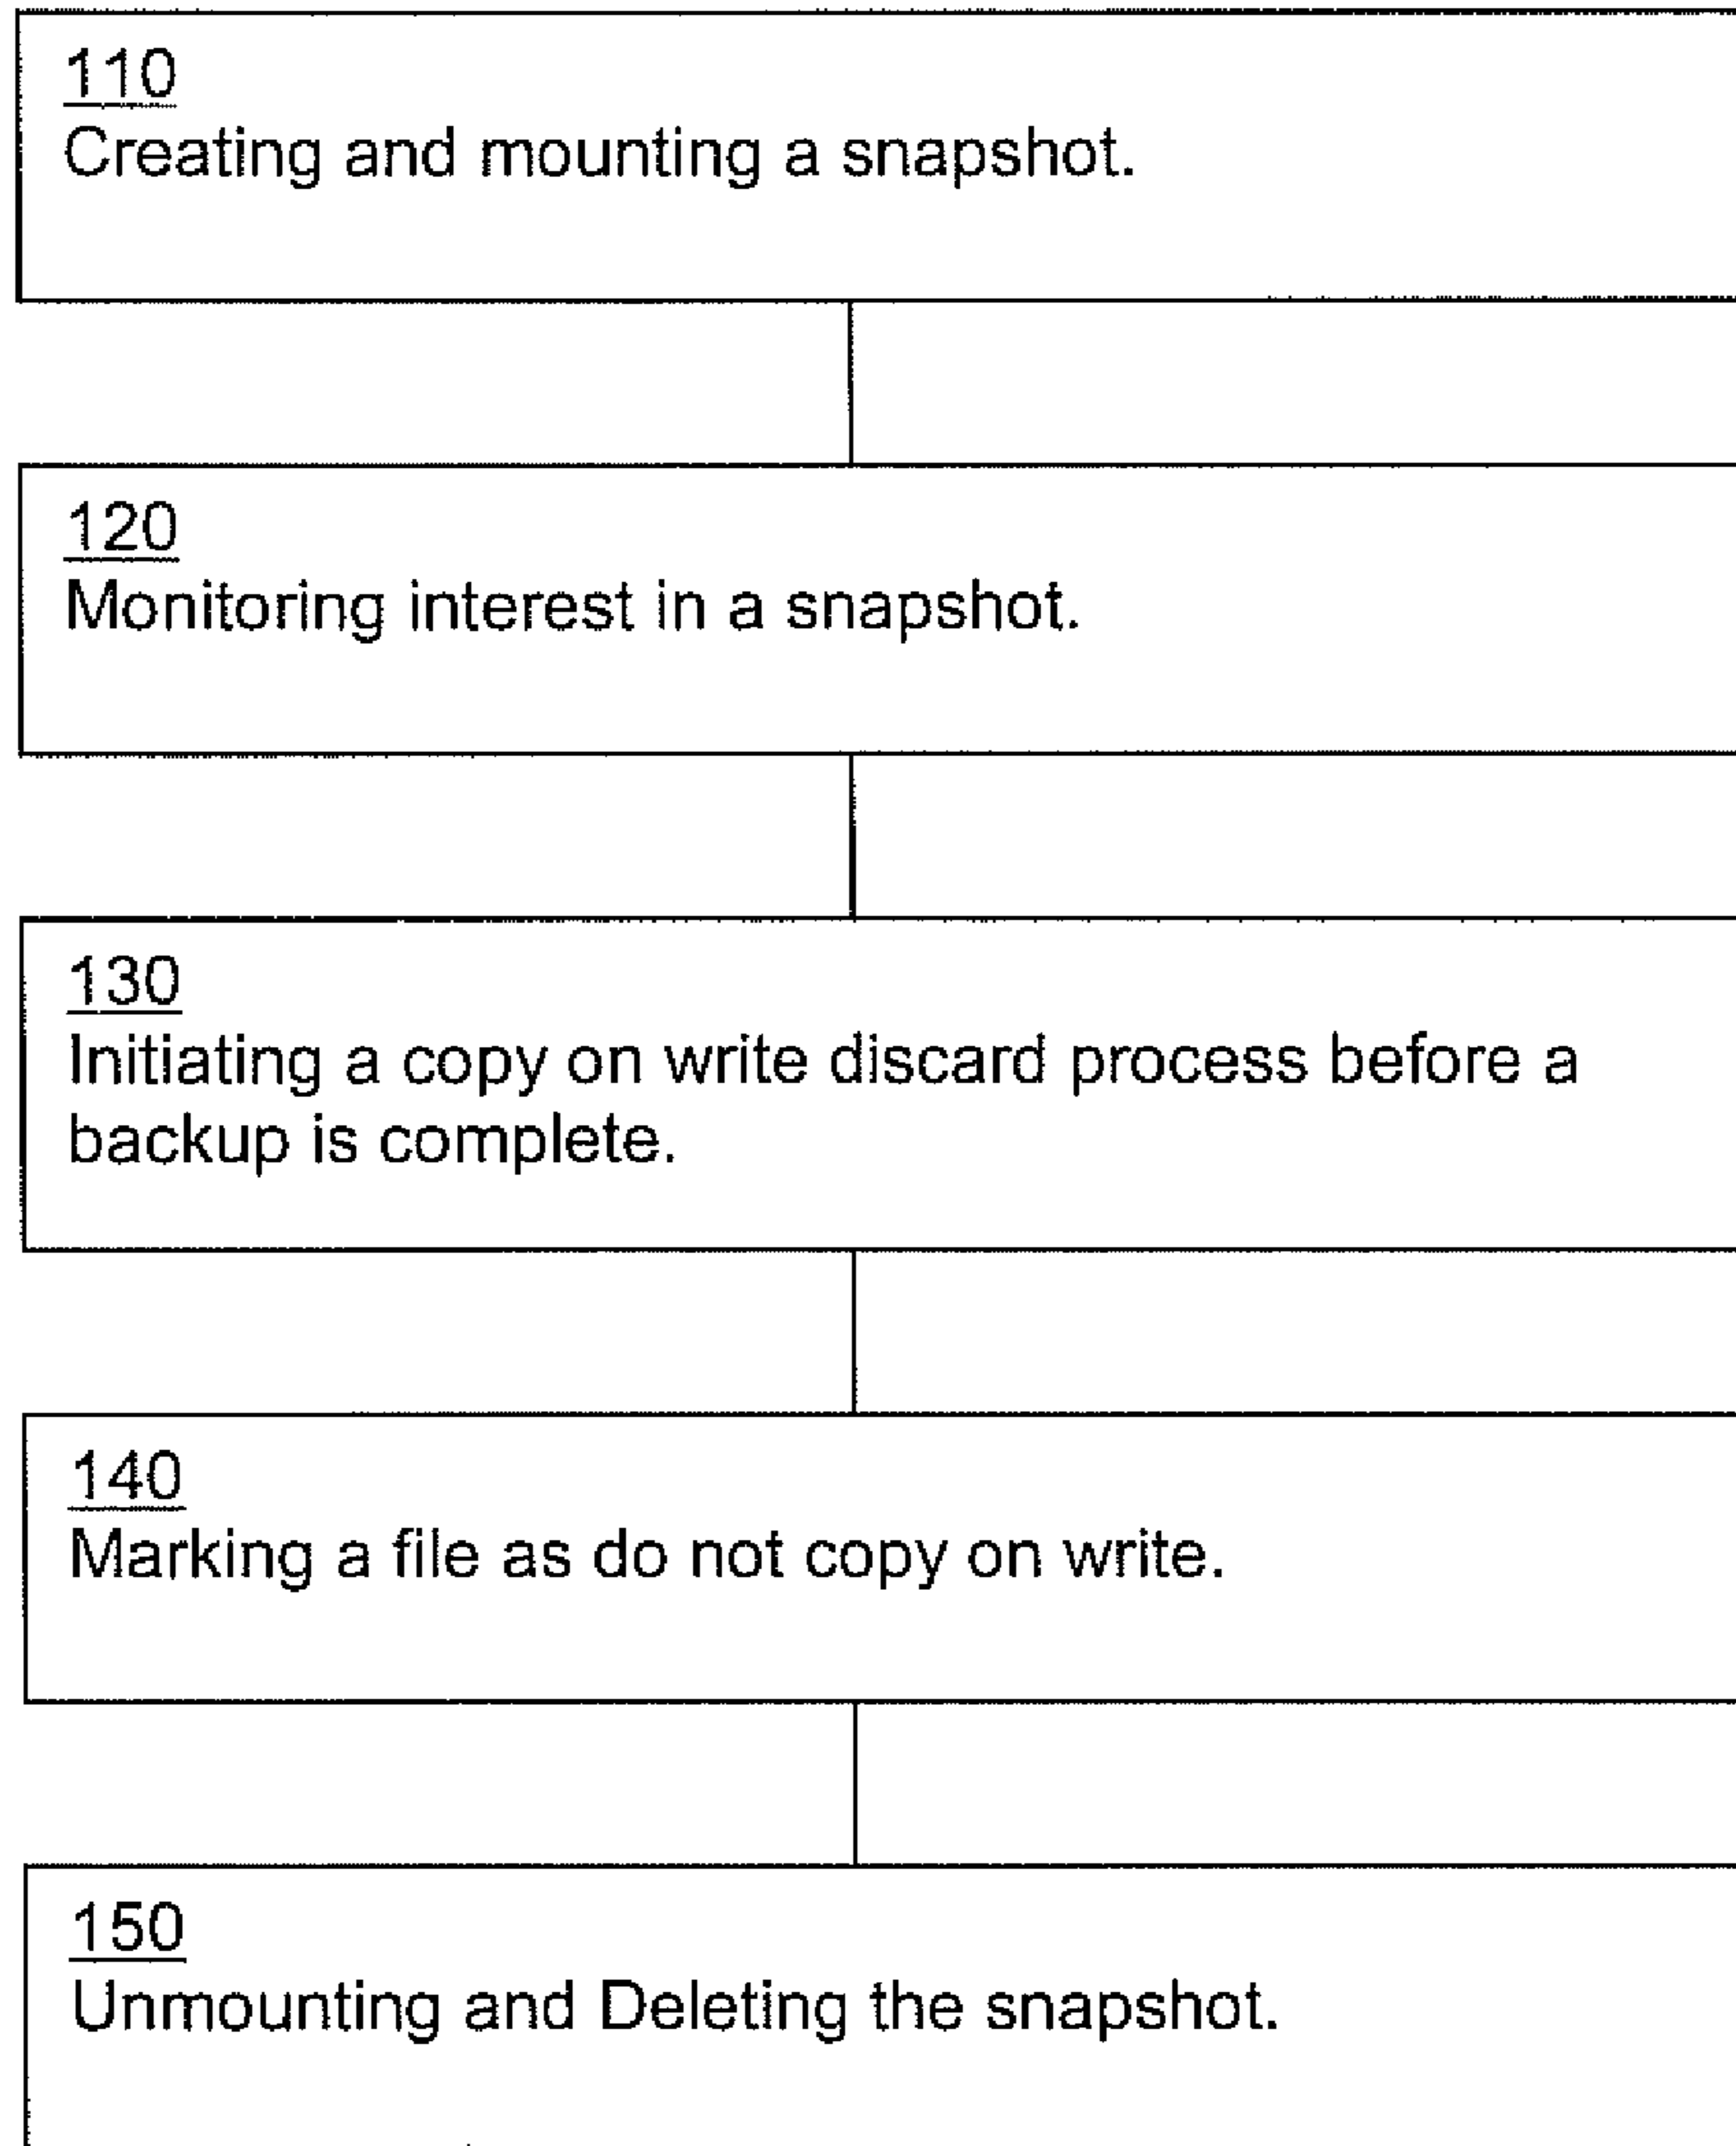 110
Creating and mounting a snapshot.
120
Monitoring interest in a snapshot.
130
Initiating a copy on write discard process before a
backup is complete.
140
Marking a file as do not copy on write.
150
Unmounting and Deleting the snapshot.